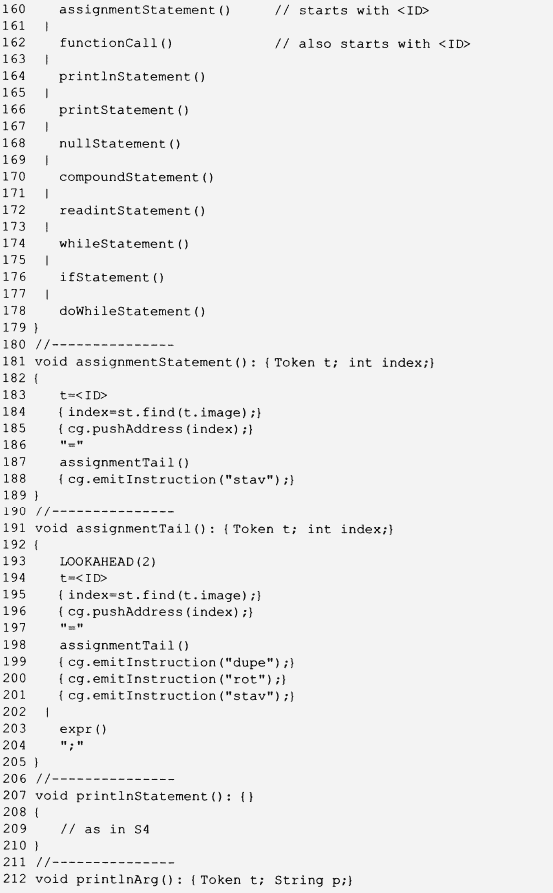 160    assignmentStatement()     // starts with <ID>
161  |
162    functionCall()            // also starts with <ID>
163  |
164    printlnStatement()
165  |
166    printStatement()
167  |
168    nullStatement()
169  |
170    compoundStatement()
171  |
172    readintStatement()
173  |
174    whileStatement()
175  |
176    ifStatement()
177  |
178    doWhileStatement()
179 }
180 //---------------
181 void assignmentStatement(): {Token t; int index;}
182 {
183    t=<ID>
184    {index=st.find(t.image);}
185    {cg.pushAddress(index);}
186    "="
187    assignmentTail()
188    {cg.emitInstruction("stav");}
189 }
190 //---------------
191 void assignmentTail(): {Token t; int index;}
192 {
193    LOOKAHEAD(2)
194    t=<ID>
195    {index=st.find(t.image);}
196    {cg.pushAddress(index);}
197    "="
198    assignmentTail()
199    {cg.emitInstruction("dupe");}
200    {cg.emitInstruction("rot");}
201    {cg.emitInstruction("stav");}
202  |
203    expr()
204    ";"
205 }
206 //---------------
207 void printlnStatement(): {}
208 {
209    // as in S4
210 }
211 //---------------
212 void printlnArg(): {Token t; String p;}